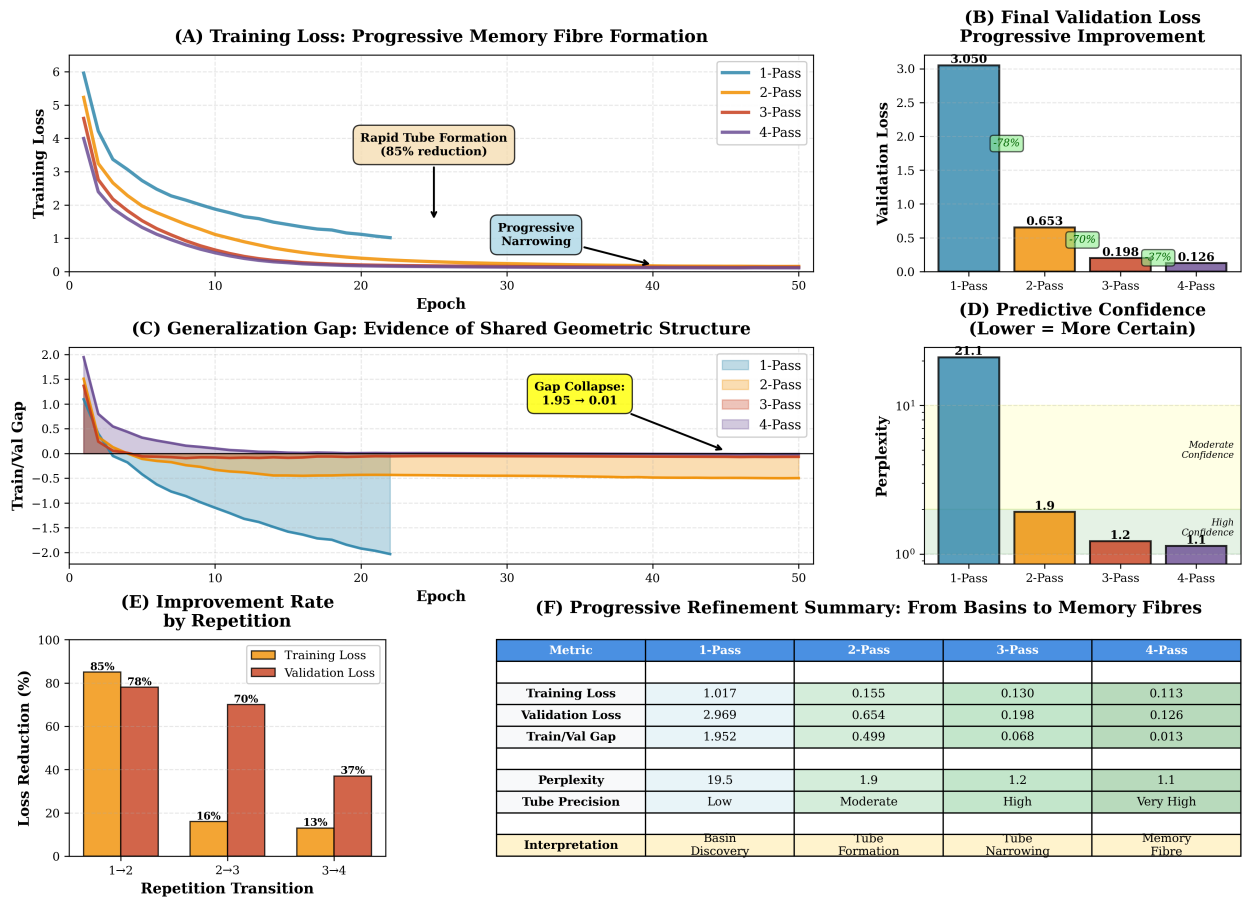 (A) Training Loss: Progressive Memory Fibre Formation
Training Loss
6
5
4
3
2
1
0
0
10
20
30
40
50
Epoch
1-Pass
2-Pass
3-Pass
4-Pass
Rapid Tube Formation
(85% reduction)
Progressive
Narrowing
(B) Final Validation Loss
Progressive Improvement
Validation Loss
3.0
2.5
2.0
1.5
1.0
0.5
0.0
3.050
0.653
0.198
0.126
-78%
-70%
-37%
1-Pass
2-Pass
3-Pass
4-Pass
(C) Generalization Gap: Evidence of Shared Geometric Structure
Train/Val Gap
2.0
1.5
1.0
0.5
0.0
−0.5
−1.0
−1.5
−2.0
0
10
20
30
40
50
Epoch
1-Pass
2-Pass
3-Pass
4-Pass
Gap Collapse:
1.95 → 0.01
(D) Predictive Confidence
(Lower = More Certain)
Perplexity
10¹
10⁰
21.1
1.9
1.2
1.1
Moderate
Confidence
High
Confidence
1-Pass
2-Pass
3-Pass
4-Pass
(E) Improvement Rate
by Repetition
Loss Reduction (%)
100
80
60
40
20
0
Training Loss
Validation Loss
85%
78%
16%
70%
13%
37%
1→2
2→3
3→4
Repetition Transition
(F) Progressive Refinement Summary: From Basins to Memory Fibres
Metric 1-Pass 2-Pass 3-Pass 4-Pass
Training Loss 1.017 0.155 0.130 0.113
Validation Loss 2.969 0.654 0.198 0.126
Train/Val Gap 1.952 0.499 0.068 0.013
Perplexity 19.5 1.9 1.2 1.1
Tube Precision Low Moderate High Very High
Interpretation Basin Discovery Tube Formation Tube Narrowing Memory Fibre